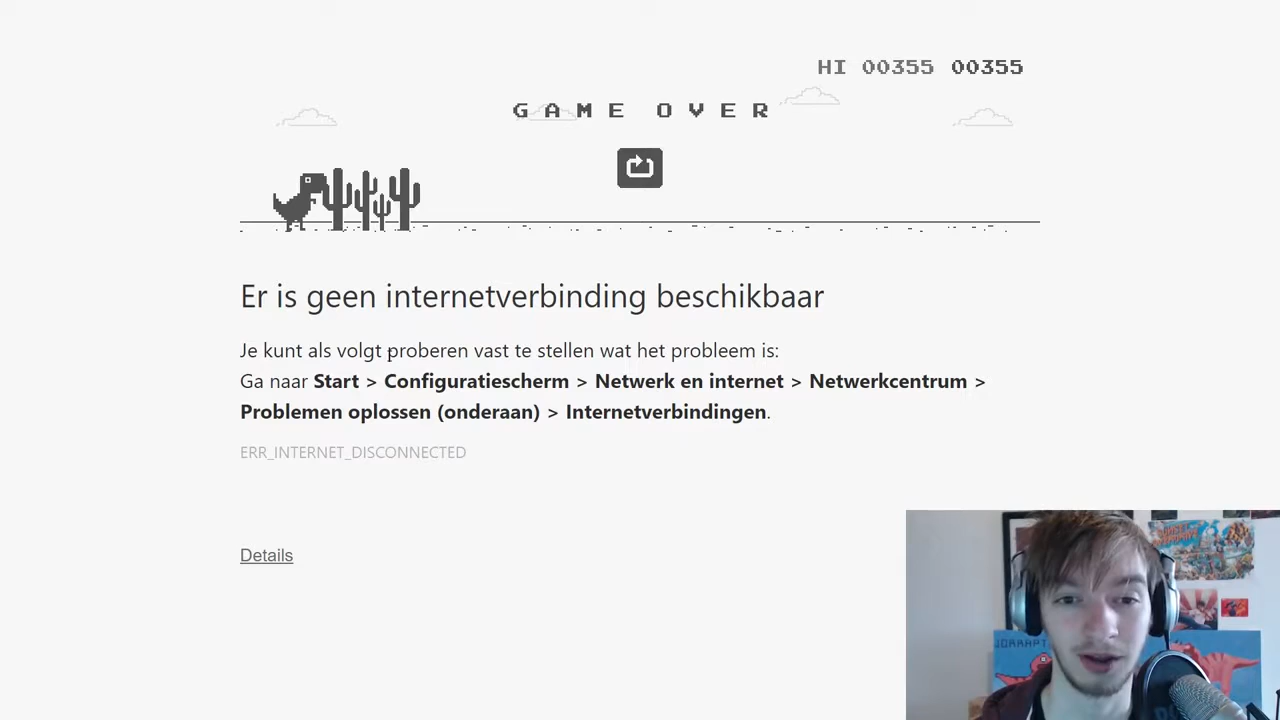 HI 00355 00355
GAME OVER
Er is geen internetverbinding beschikbaar
Je kunt als volgt proberen vast te stellen wat het probleem is:
Ga naar Start > Configuratiescherm > Netwerk en internet > Netwerkcentrum >
Problemen oplossen (onderaan) > Internetverbindingen.
ERR_INTERNET_DISCONNECTED
Details